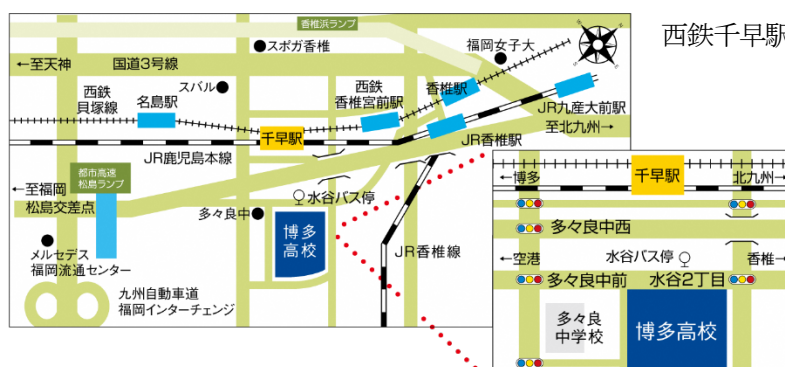 香椎浜ランプ
西鉄千早駅
スポガ香椎
福岡女子大
←至天神
国道3号線
西鉄
貝塚線
名島駅
スバル
西鉄
香椎宮前駅
香椎駅
JR九産大前駅
千早駅
至北九州→
JR鹿児島本線
JR香椎駅
都市高速
松島ランプ
←至福岡
松島交差点
多々良中
水谷バス停
博多
高校
メルセデス
福岡流通センター
JR香椎線
九州自動車道
福岡インターチェンジ
←博多
千早駅
北九州→
多々良中西
←空港
水谷バス停
香椎→
多々良中前
水谷2丁目
多々良
中学校
博多高校